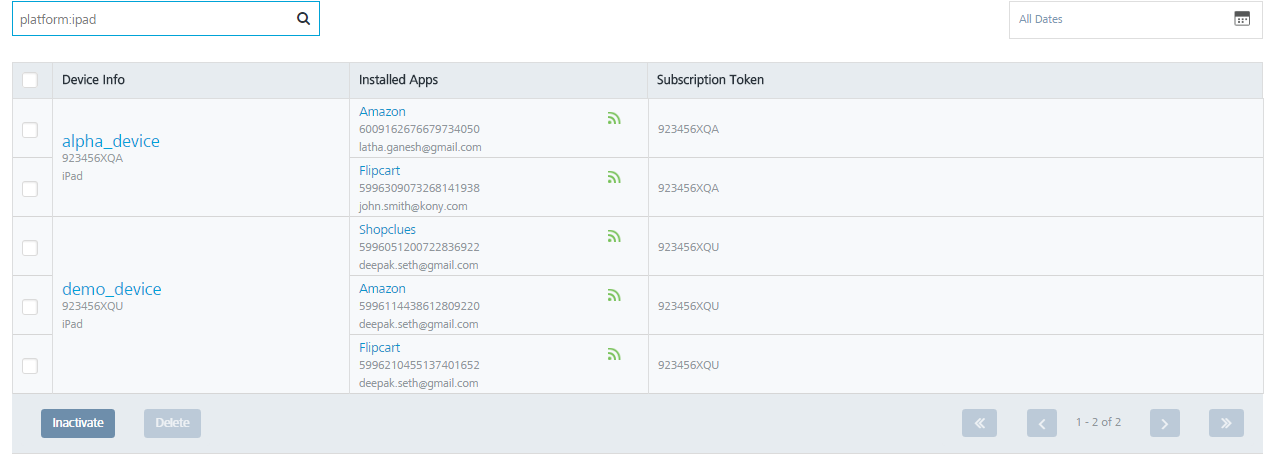 platform:ipad
All Dates
Device Info Installed Apps Subscription Token
alpha_device
923456XQA
iPad
Amazon
6009162676679734050
latha.ganesh@gmail.com
923456XQA
Flipcart
5996309073268141938
john.smith@kony.com
923456XQA
demo_device
923456XQU
iPad
Shopclues
5996051200722836922
deepak.seth@gmail.com
923456XQU
Amazon
5996114438612809220
deepak.seth@gmail.com
923456XQU
Flipcart
5996210455137401652
deepak.seth@gmail.com
923456XQU
Inactivate Delete 1 - 2 of 2